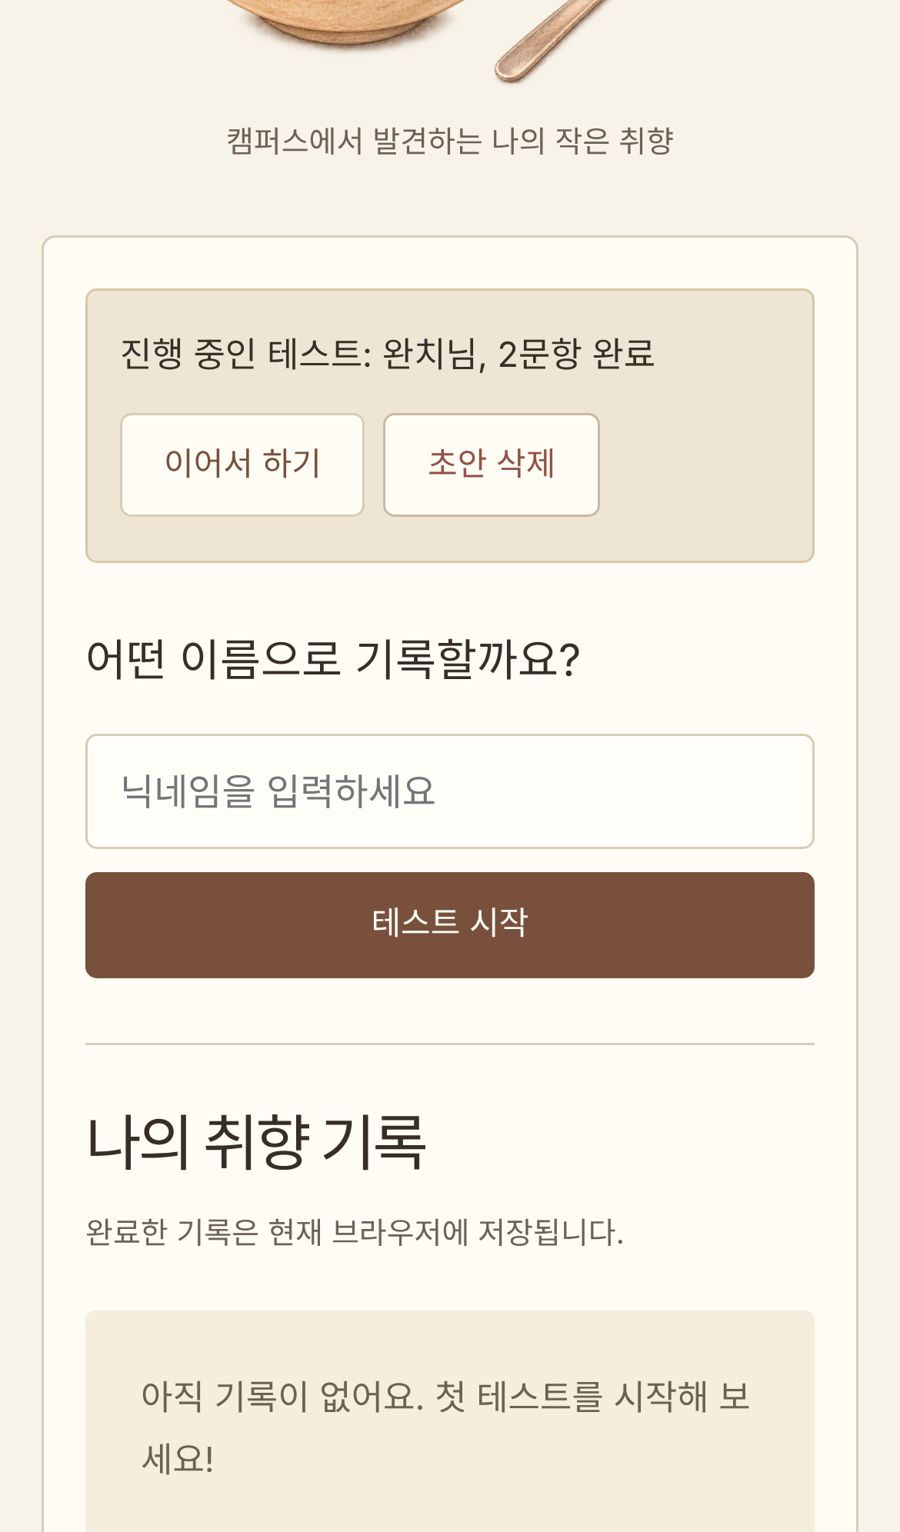 캠퍼스에서 발견하는 나의 작은 취향
진행 중인 테스트: 완치님, 2문항 완료
이어서 하기
초안 삭제
어떤 이름으로 기록할까요?
닉네임을 입력하세요
테스트 시작
나의 취향 기록
완료한 기록은 현재 브라우저에 저장됩니다.
아직 기록이 없어요. 첫 테스트를 시작해 보
세요!